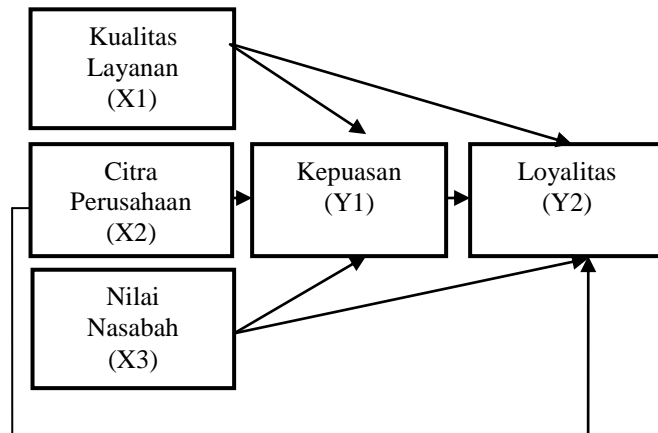 Kualitas
Layanan
(X1)
Citra
Perusahaan
(X2)
Kepuasan
(Y1)
Loyalitas
(Y2)
Nilai
Nasabah
(X3)